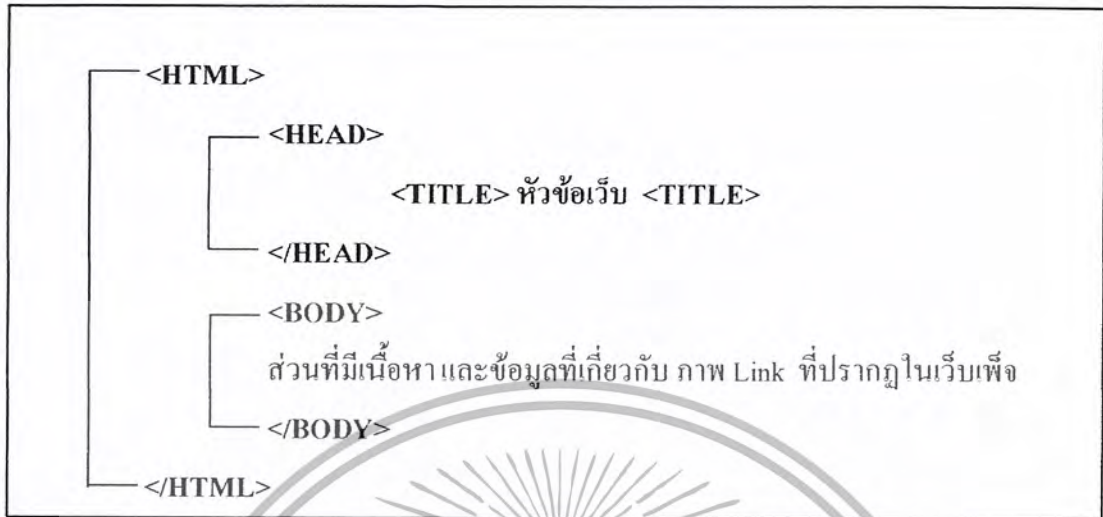 <HTML>
<HEAD>
<TITLE> หัวข้อเว็บ <TITLE>
</HEAD>
<BODY>
ส่วนที่มีเนื้อหา และข้อมูลที่เกี่ยวกับ ภาพ Link ที่ปรากฏในเว็บเพ็จ
</BODY>
</HTML>